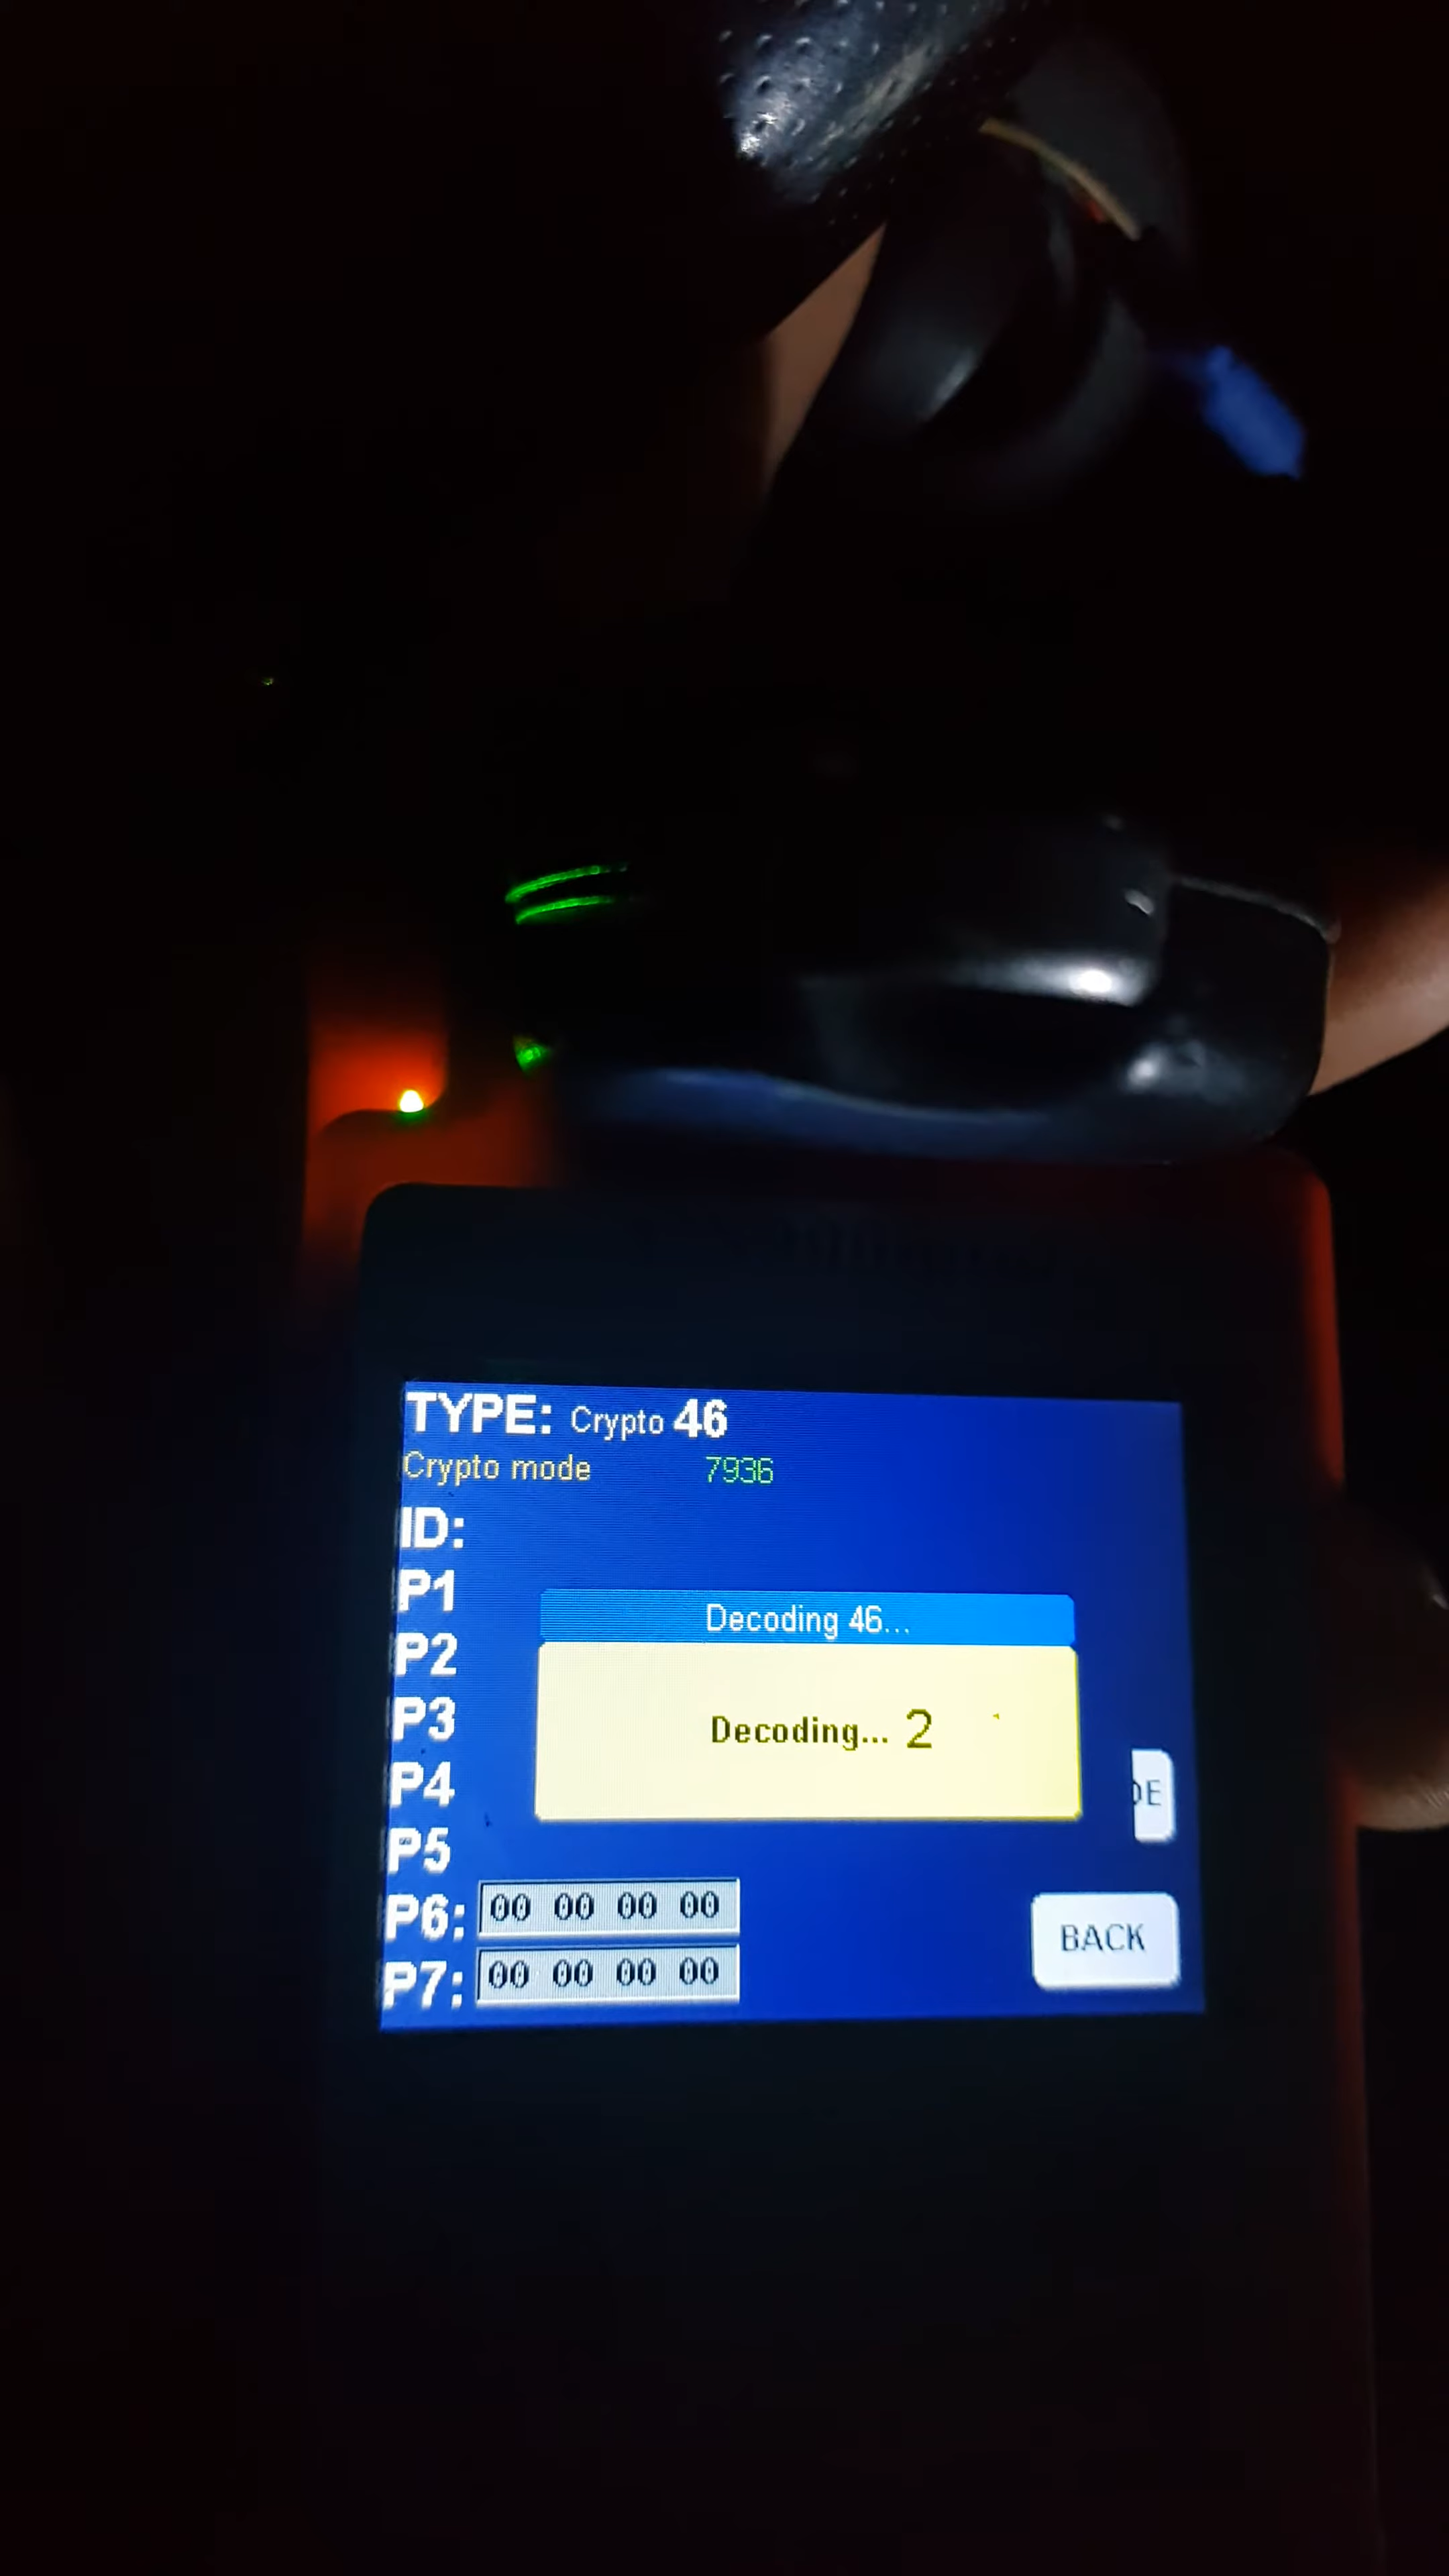 TYPE: Crypto 46
Crypto mode 7936
ID:
P1
P2
P3
P4
P5
P6: 00 00 00 00
P7: 00 00 00 00
Decoding 46...
Decoding... 2
DE
BACK